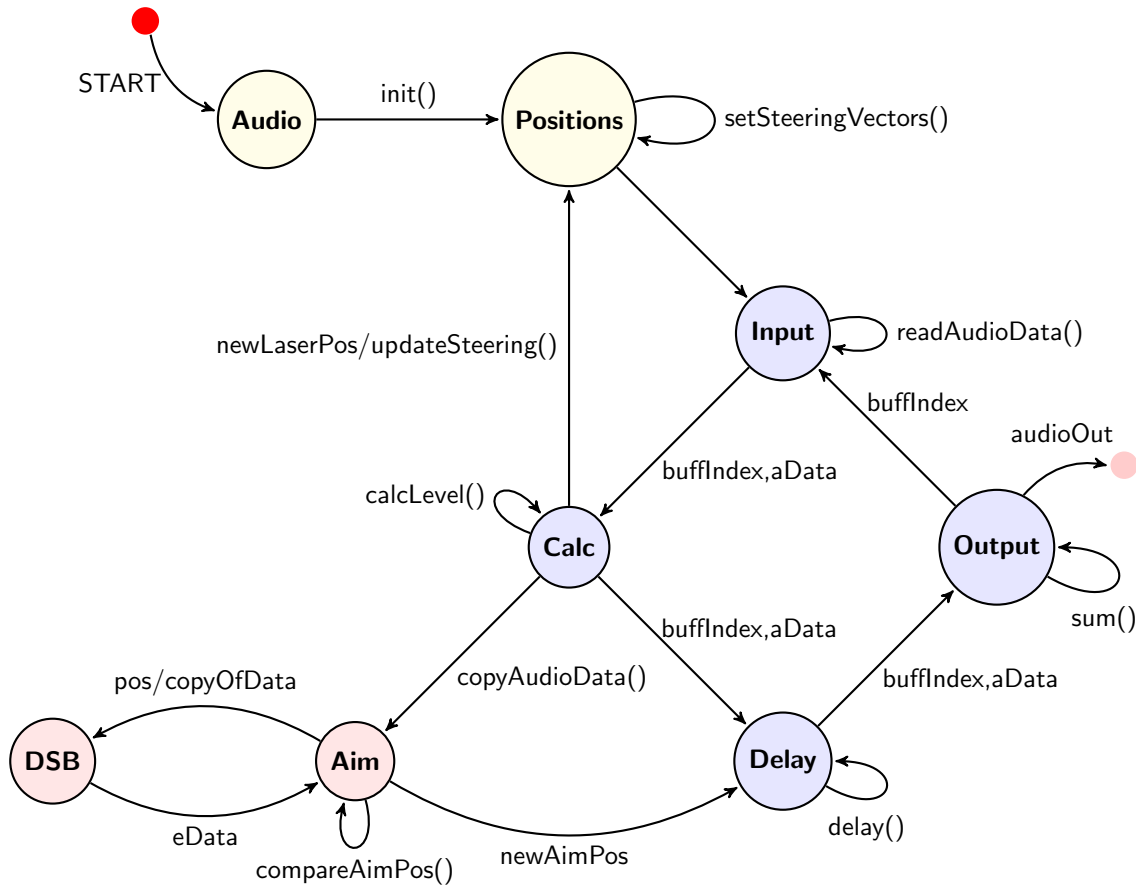 START
Audio
init()
Positions
setSteeringVectors()
newLaserPos/updateSteering()
Input
readAudioData()
buffIndex
audioOut
buffIndex,aData
calcLevel()
Calc
Output
sum()
buffIndex,aData
copyAudioData()
buffIndex,aData
pos/copyOfData
DSB
Aim
Delay
eData
compareAimPos()
newAimPos
delay()